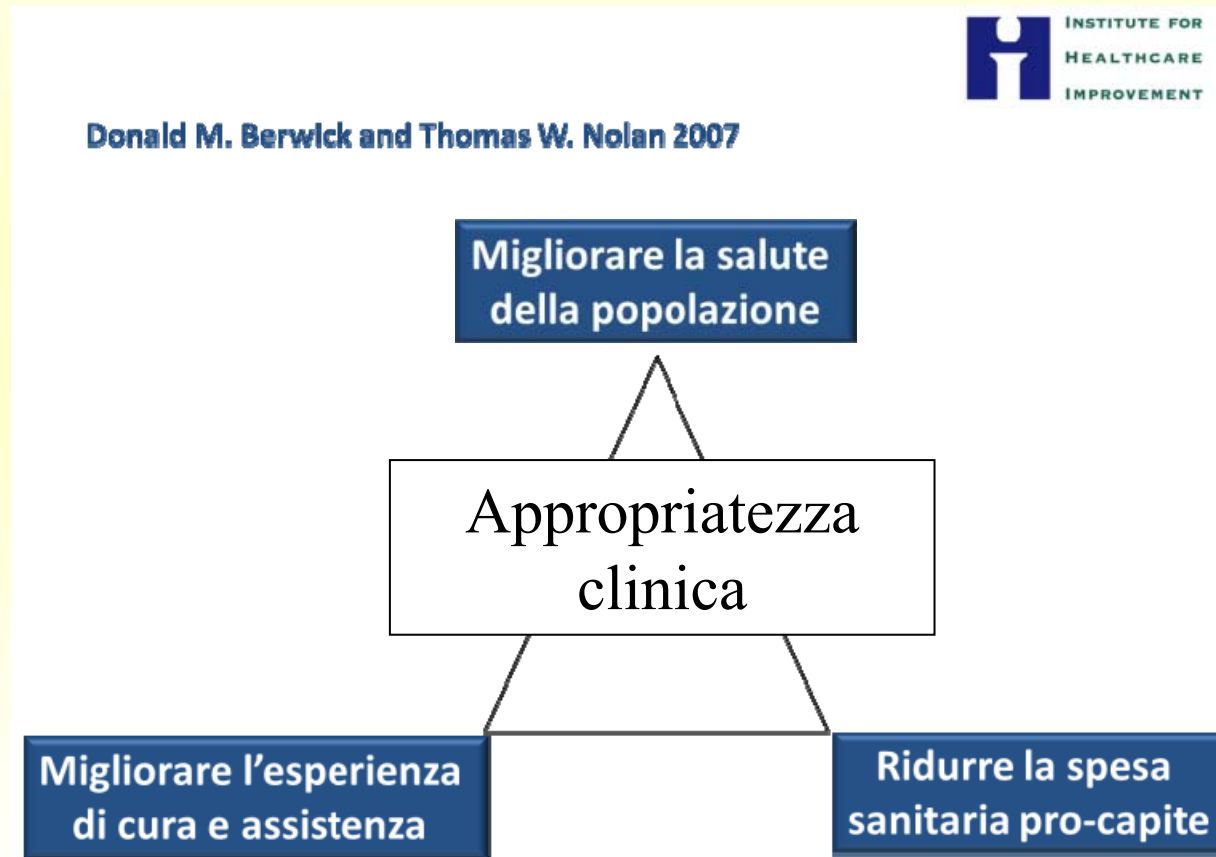 INSTITUTE FOR
HEALTHCARE
IMPROVEMENT
Donald M. Berwick and Thomas W. Nolan 2007
Migliorare la salute
della popolazione
Appropriatezza
clinica
Migliorare l’esperienza
di cura e assistenza
Ridurre la spesa
sanitaria pro-capite